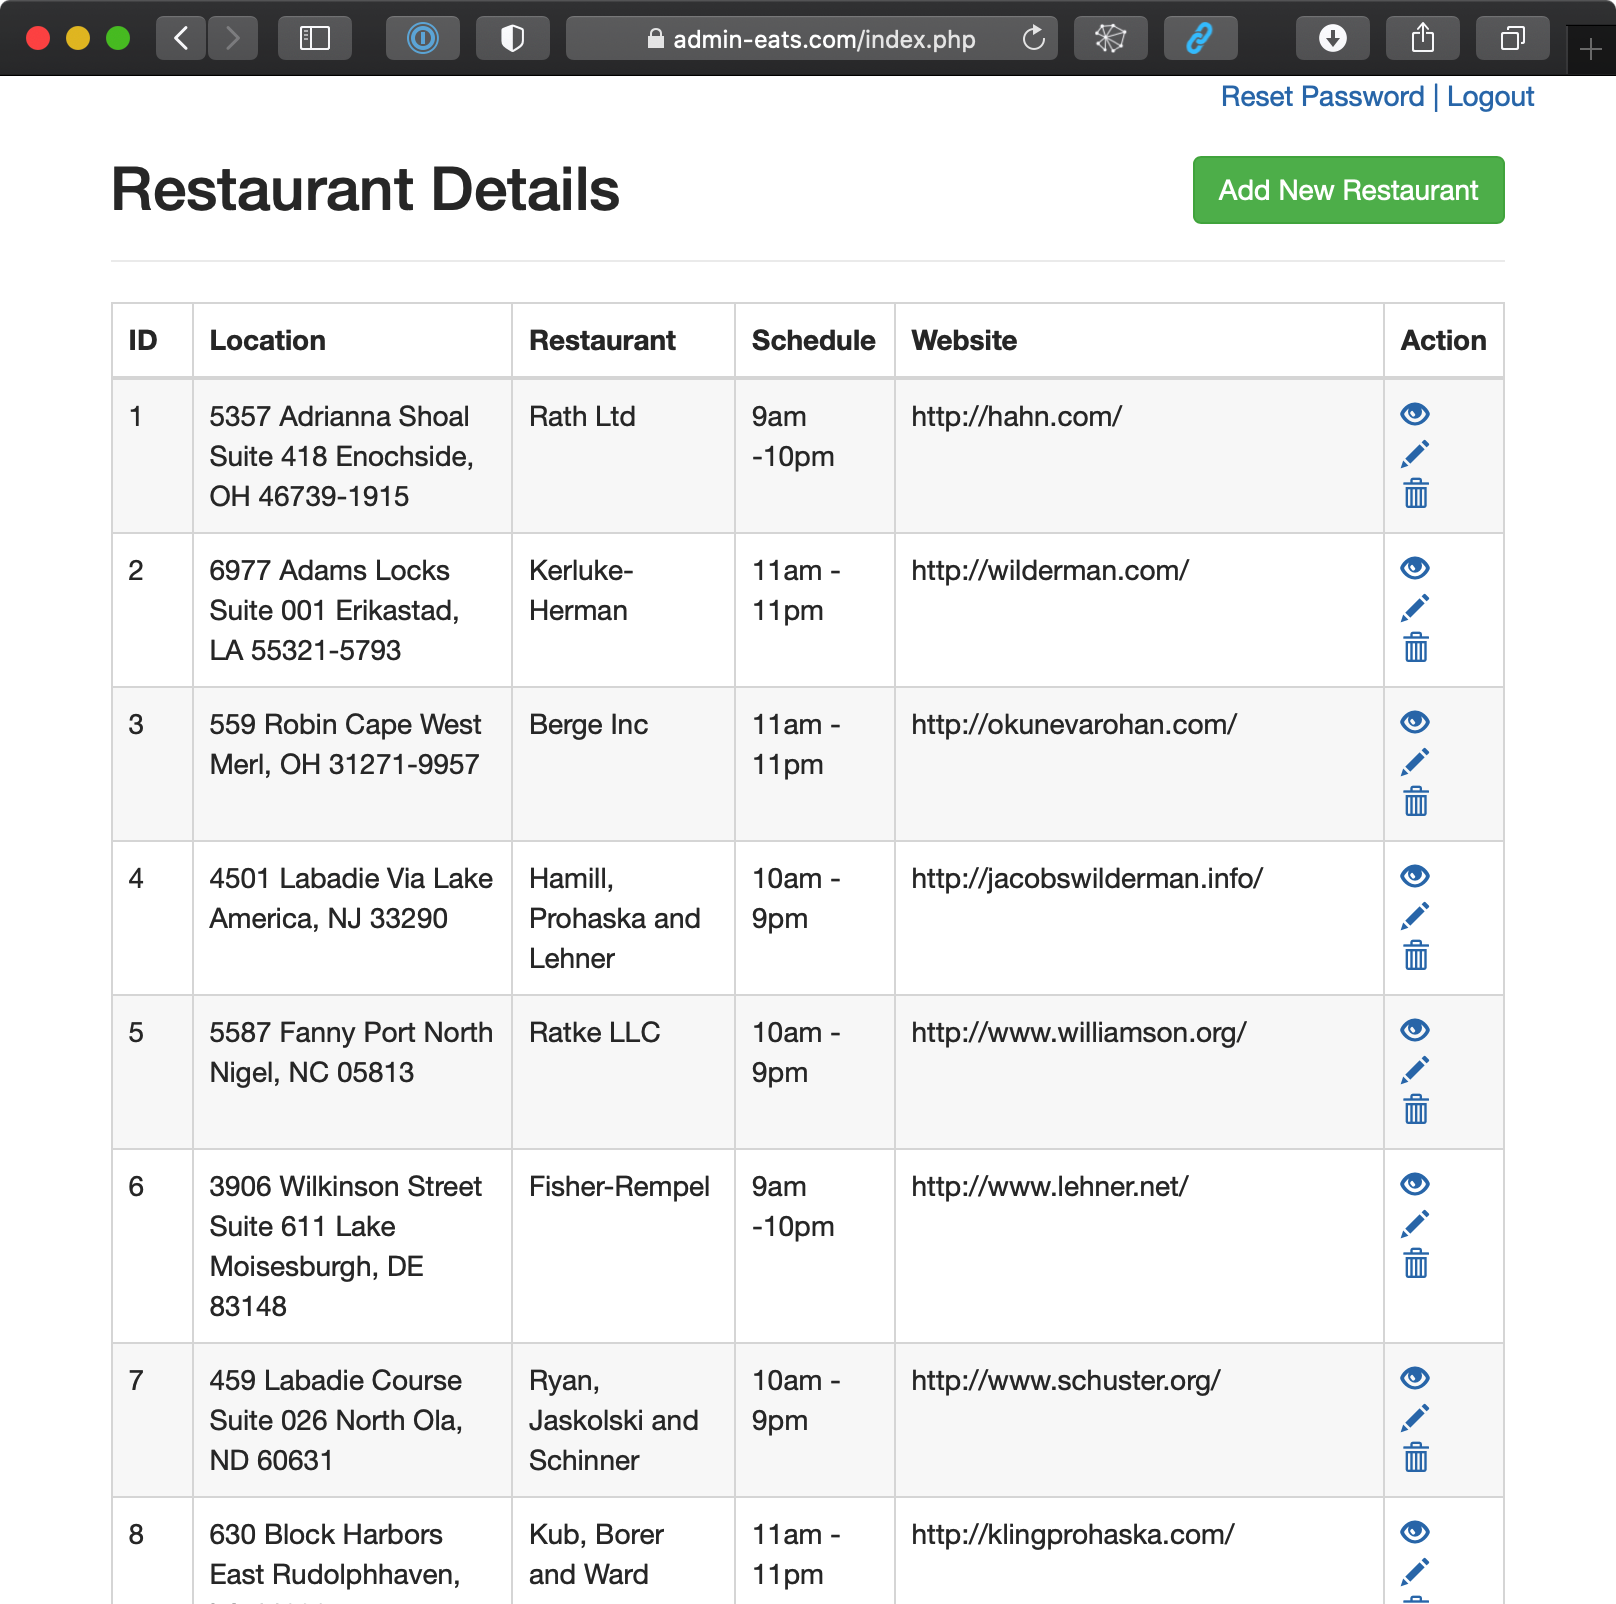 admin-eats.com/index.php
Reset Password | Logout
Restaurant Details
Add New Restaurant
ID Location Restaurant Schedule Website Action
1 5357 Adrianna Shoal Rath Ltd 9am http://hahn.com/
Suite 418 Enochside, -10pm
OH 46739-1915
2 6977 Adams Locks Kerluke- 11am - http://wilderman.com/
Suite 001 Erikastad, Herman 11pm
LA 55321-5793
3 559 Robin Cape West Berge Inc 11am - http://okunevarohan.com/
Merl, OH 31271-9957 11pm
4 4501 Labadie Via Lake Hamill, 10am - http://jacobswilderman.info/
America, NJ 33290 Prohaska and 9pm
Lehner
5 5587 Fanny Port North Ratke LLC 10am - http://www.williamson.org/
Nigel, NC 05813 9pm
6 3906 Wilkinson Street Fisher-Rempel 9am http://www.lehner.net/
Suite 611 Lake -10pm
Moisesburgh, DE
83148
7 459 Labadie Course Ryan, 10am - http://www.schuster.org/
Suite 026 North Ola, Jaskolski and 9pm
ND 60631 Schinner
8 630 Block Harbors Kub, Borer 11am - http://klingprohaska.com/
East Rudolphhaven, and Ward 11pm